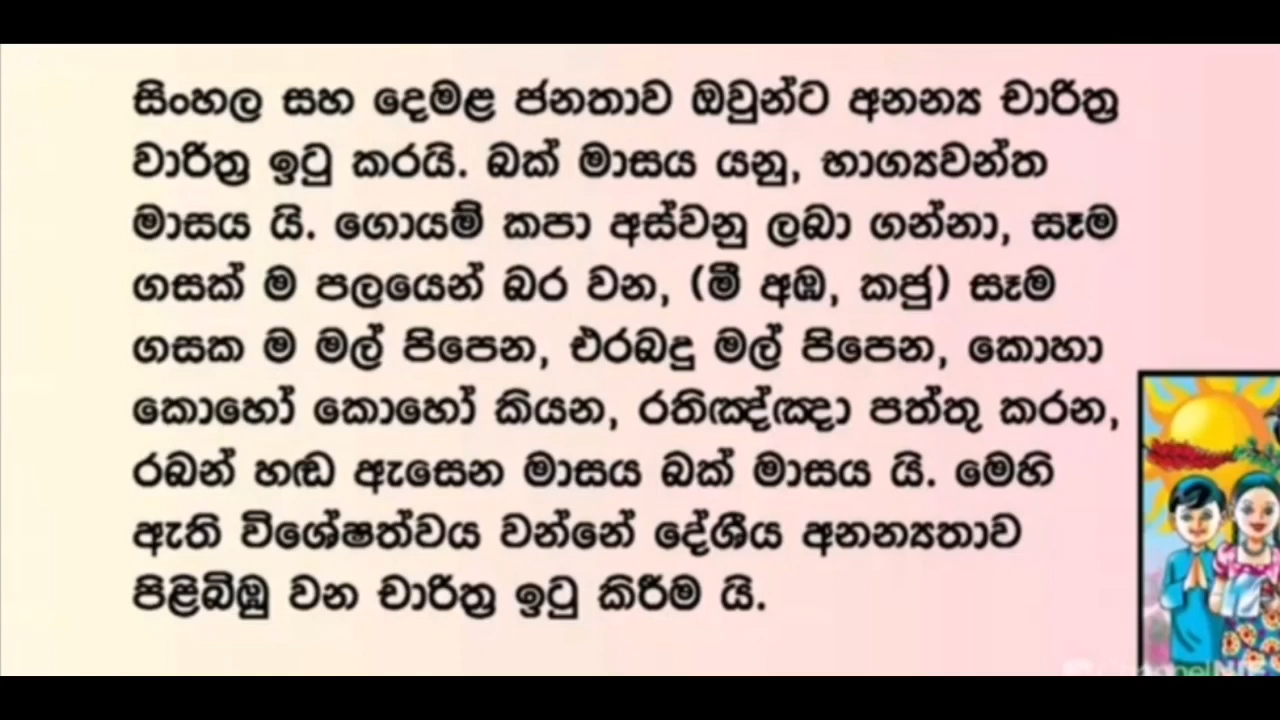 සිංහල සහ දෙමළ ජනතාව ඔවුන්ට අනන්‍ය චාරිත්‍ර
වාරිත්‍ර ඉටු කරයි. බක් මාසය යනු, භාග්‍යවන්ත
මාසය යි. ගොයම් කපා අස්වනු ලබා ගන්නා, සෑම
ගසක් ම පලයෙන් බර වන, (මී අඹ, කජු) සෑම
ගසක ම මල් පිපෙන, එරබදු මල් පිපෙන, කොහා
කොහෝ කොහෝ කියන, රතිඤ්ඤා පත්තු කරන,
රබන් හඬ ඇසෙන මාසය බක් මාසය යි. මෙහි
ඇති විශේෂත්වය වන්නේ දේශීය අනන්‍යතාව
පිළිබිඹු වන චාරිත්‍ර ඉටු කිරීම යි.